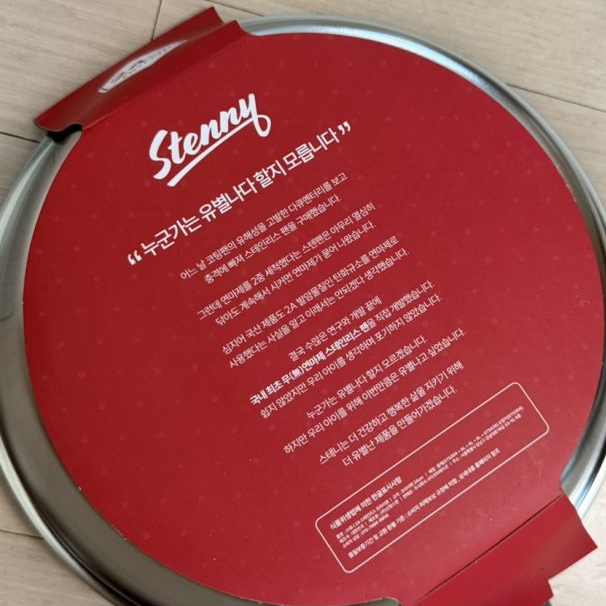 Stenny
“ 누군가는 유별나다 할지 모릅니다 ”
어느 날 코팅팬의 유해성을 고발한 다큐멘터리를 보고
충격에 빠져 스테인리스 팬을 구매했습니다.
그런데 연마제를 2중 세척했다는 스텐팬은 아무리 열심히
닦아도 계속해서 시커먼 연마제가 묻어 나왔습니다.
심지어 국산 제품도 2A 발암물질인 탄화규소를 연마제로
사용했다는 사실을 알고 이래서는 안되겠다 생각했습니다.
결국 수많은 연구와 개발 끝에
국내 최초 무(無)연마제 스테인리스 팬을 직접 개발했습니다.
쉽지 않았지만 우리 아이를 생각하며 포기하지 않았습니다.
누군가는 유별나다 할지 모르겠습니다.
하지만 우리 아이를 위해 이번만큼은 유별나고 싶었습니다.
스테니는 더 건강하고 행복한 삶을 지키기 위해
더 유별난 제품을 만들어가겠습니다.
식품위생법에 의한 한글표시사항